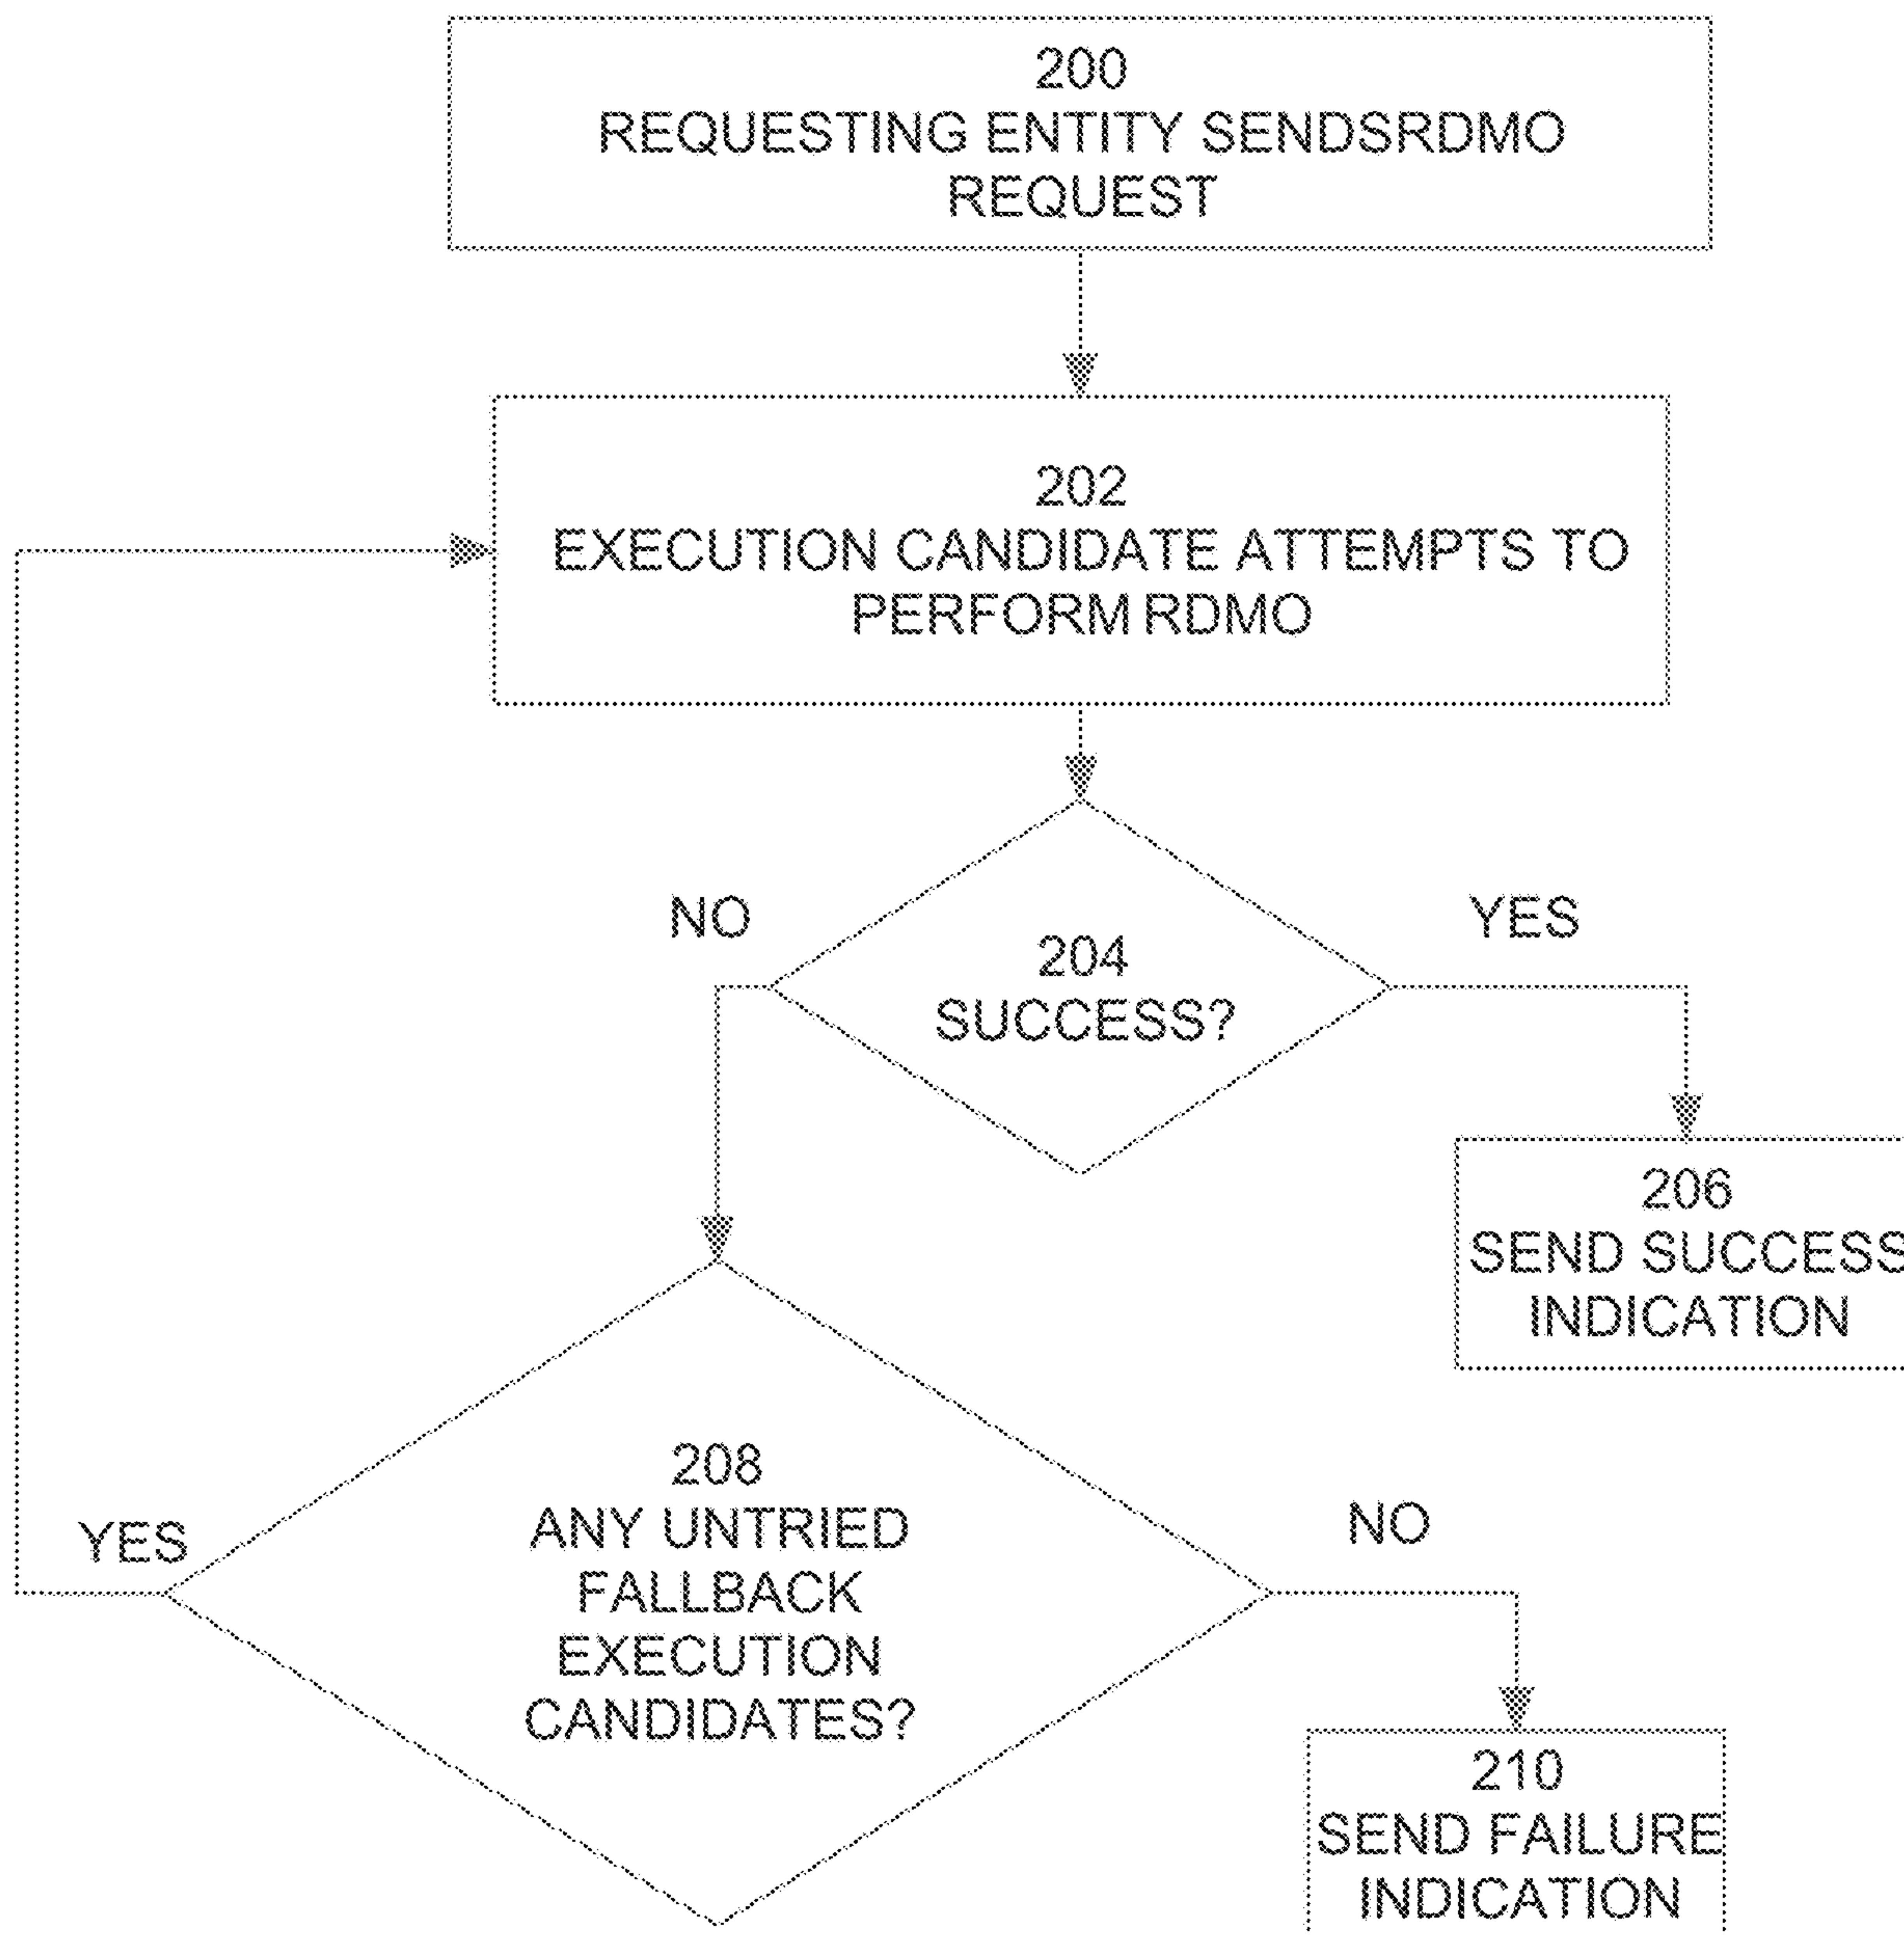 200
REQUESTING ENTITY SENDSRDMO
REQUEST
202
EXECUTION CANDIDATE ATTEMPTS TO
PERFORM RDMO
NO
YES
204
SUCCESS?
206
SEND SUCCESS
INDICATION
208
ANY UNTRIED
FALLBACK
EXECUTION
CANDIDATES?
YES
NO
210
SEND FAILURE
INDICATION